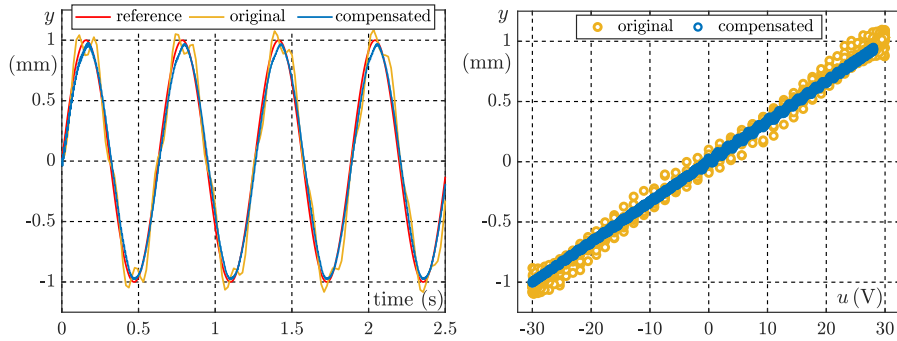 y
reference original compensated
1
(mm)
0.5
0
-0.5
-1
time (s)
0 0.5 1 1.5 2 2.5
y
original compensated
1
(mm)
0.5
0
-0.5
-1
u (V)
-30 -20 -10 0 10 20 30